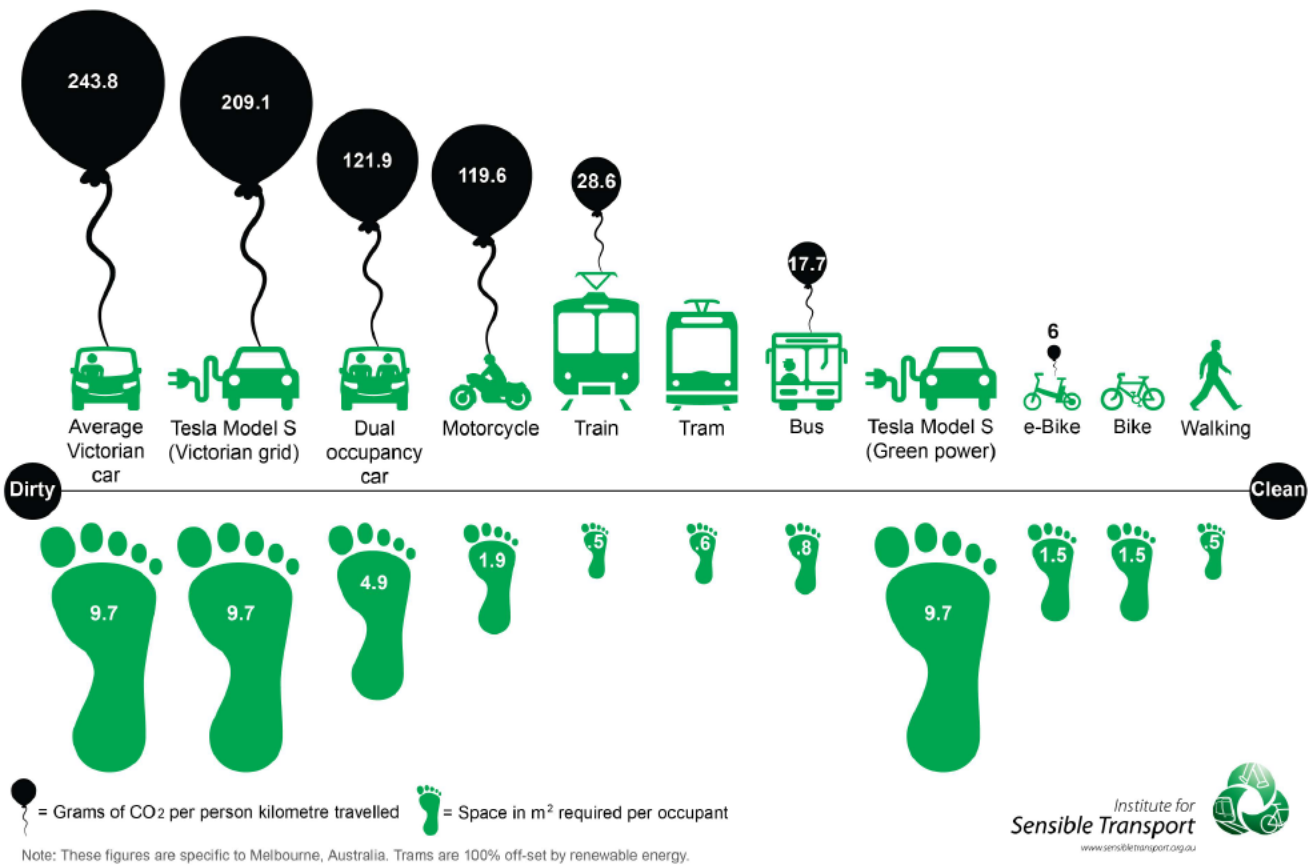 243.8
209.1
121.9
119.6
28.6
17.7
6
Average
Victorian
car
Tesla Model S
(Victorian grid)
Dual
occupancy
car
Motorcycle
Train
Tram
Bus
Tesla Model S
(Green power)
e-Bike
Bike
Walking
Dirty
Clean
9.7
9.7
4.9
1.9
.5
.6
.8
9.7
1.5
1.5
.5
= Grams of CO2 per person kilometre travelled
= Space in m² required per occupant
Note: These figures are specific to Melbourne, Australia. Trams are 100% off-set by renewable energy.
Institute for
Sensible Transport
www.sensibletransport.org.au